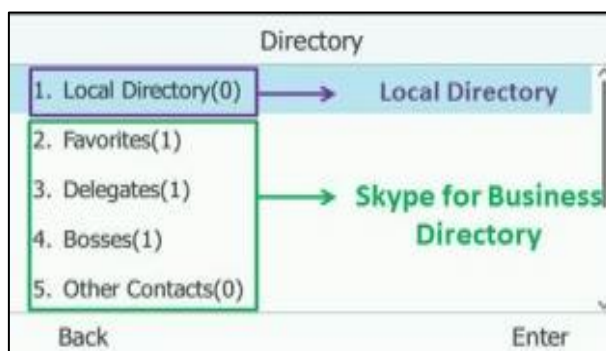 Directory
1. Local Directory(0)
Local Directory
2. Favorites(1)
3. Delegates(1)
Skype for Business
Directory
4. Bosses(1)
5. Other Contacts(0)
Back
Enter